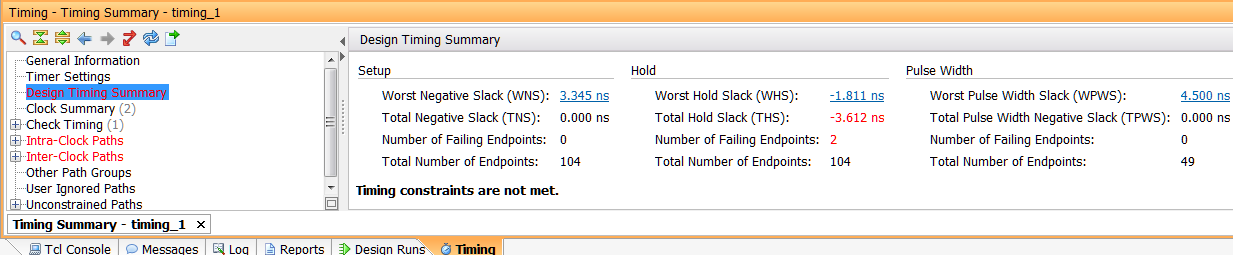 Timing - Timing Summary - timing_1
General Information
Timer Settings
Design Timing Summary
Clock Summary (2)
Check Timing (1)
Intra-Clock Paths
Inter-Clock Paths
Other Path Groups
User Ignored Paths
Unconstrained Paths
Design Timing Summary
Setup
Worst Negative Slack (WNS): 3.345 ns
Total Negative Slack (TNS): 0.000 ns
Number of Failing Endpoints: 0
Total Number of Endpoints: 104
Hold
Worst Hold Slack (WHS): -1.811 ns
Total Hold Slack (THS): -3.612 ns
Number of Failing Endpoints: 2
Total Number of Endpoints: 104
Pulse Width
Worst Pulse Width Slack (WPWS): 4.500 ns
Total Pulse Width Negative Slack (TPWS): 0.000 ns
Number of Failing Endpoints: 0
Total Number of Endpoints: 49
Timing constraints are not met.
Timing Summary - timing_1
Tcl Console Messages Log Reports Design Runs Timing